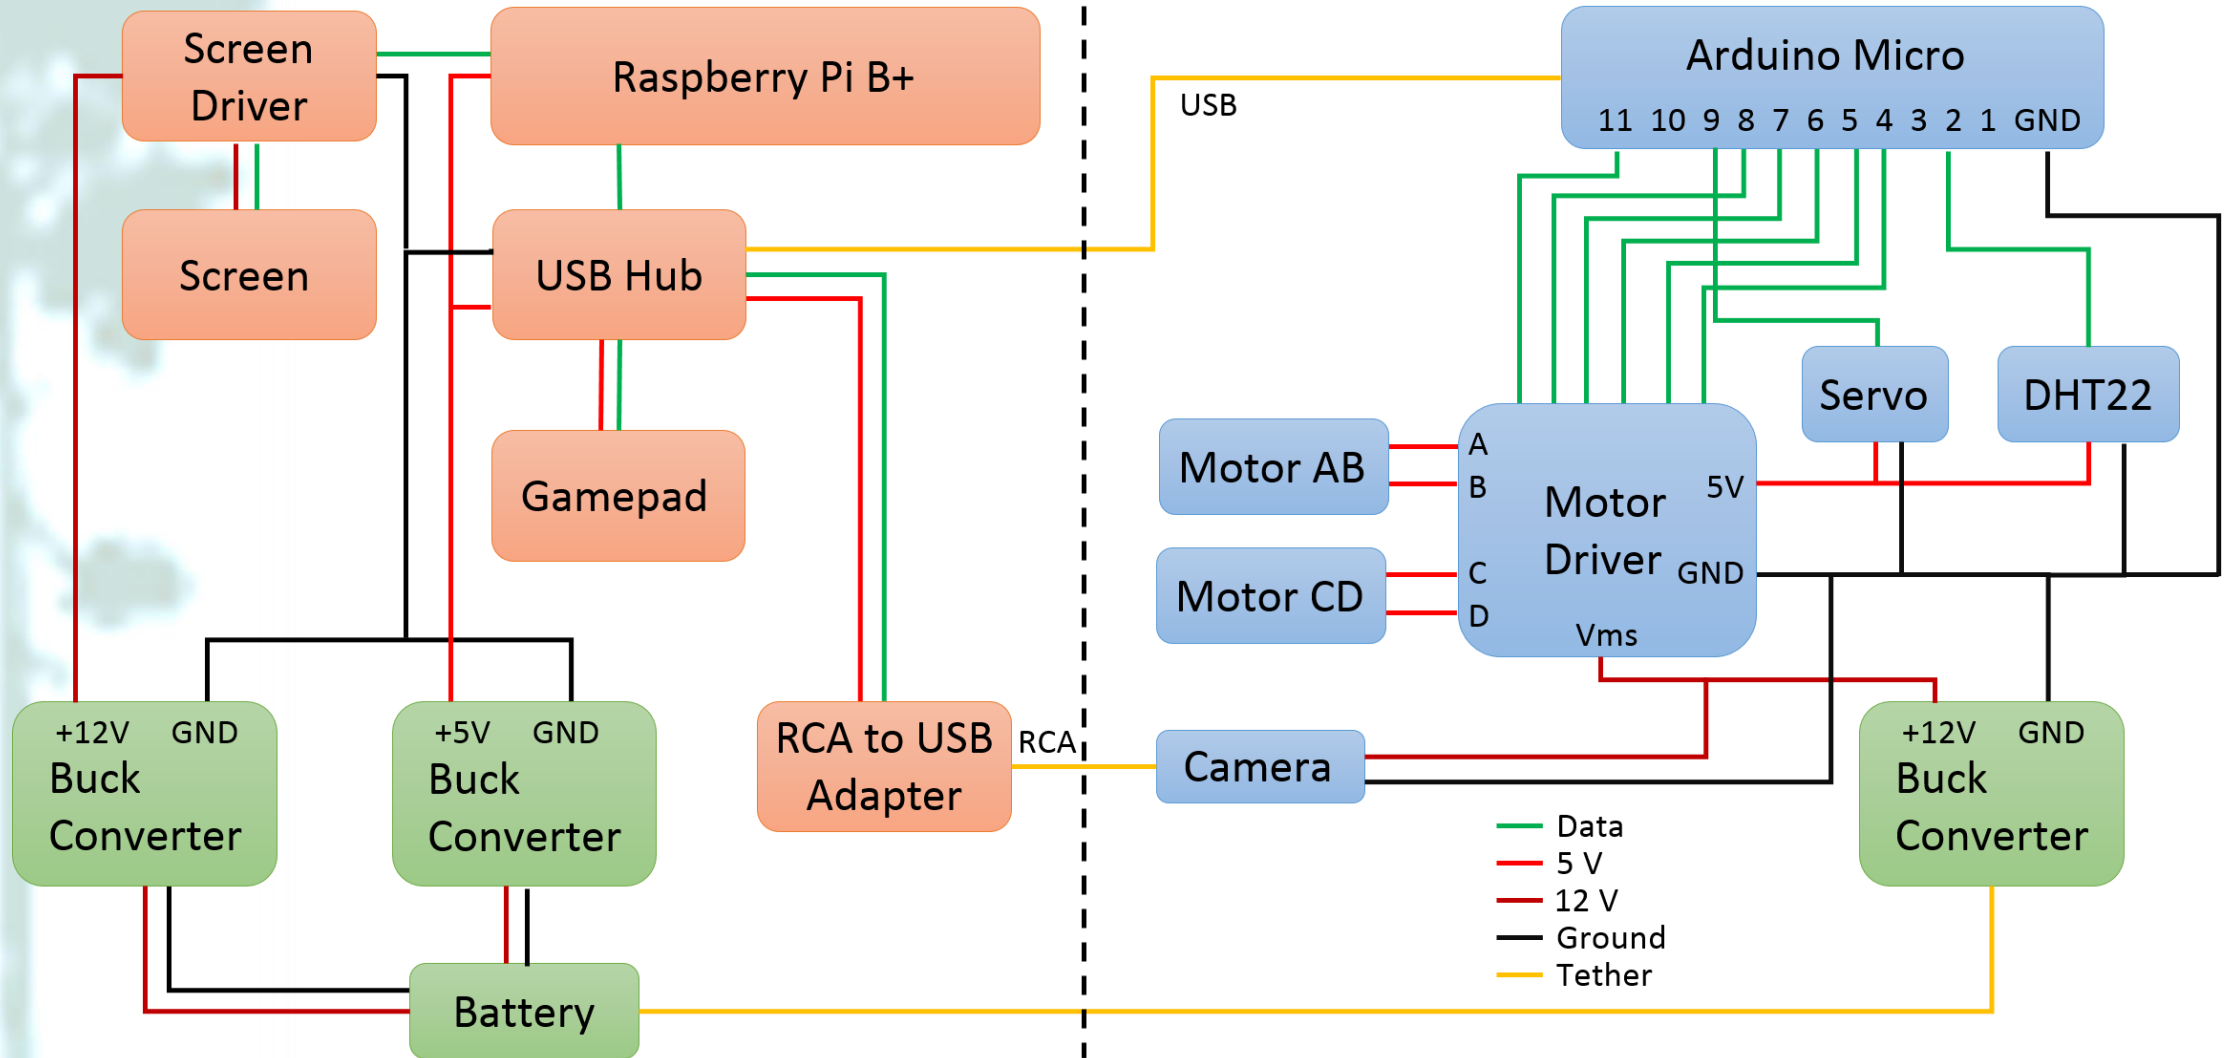 Screen
Driver
Raspberry Pi B+
Arduino Micro
11 10 9 8 7 6 5 4 3 2 1 GND
USB
Screen
USB Hub
Gamepad
Servo
DHT22
Motor AB
Motor CD
A
B
C
D
Motor
Driver
5V
GND
Vms
+12V GND
Buck
Converter
+5V GND
Buck
Converter
RCA to USB
Adapter
RCA
Camera
+12V GND
Buck
Converter
Data
5 V
12 V
Ground
Tether
Battery